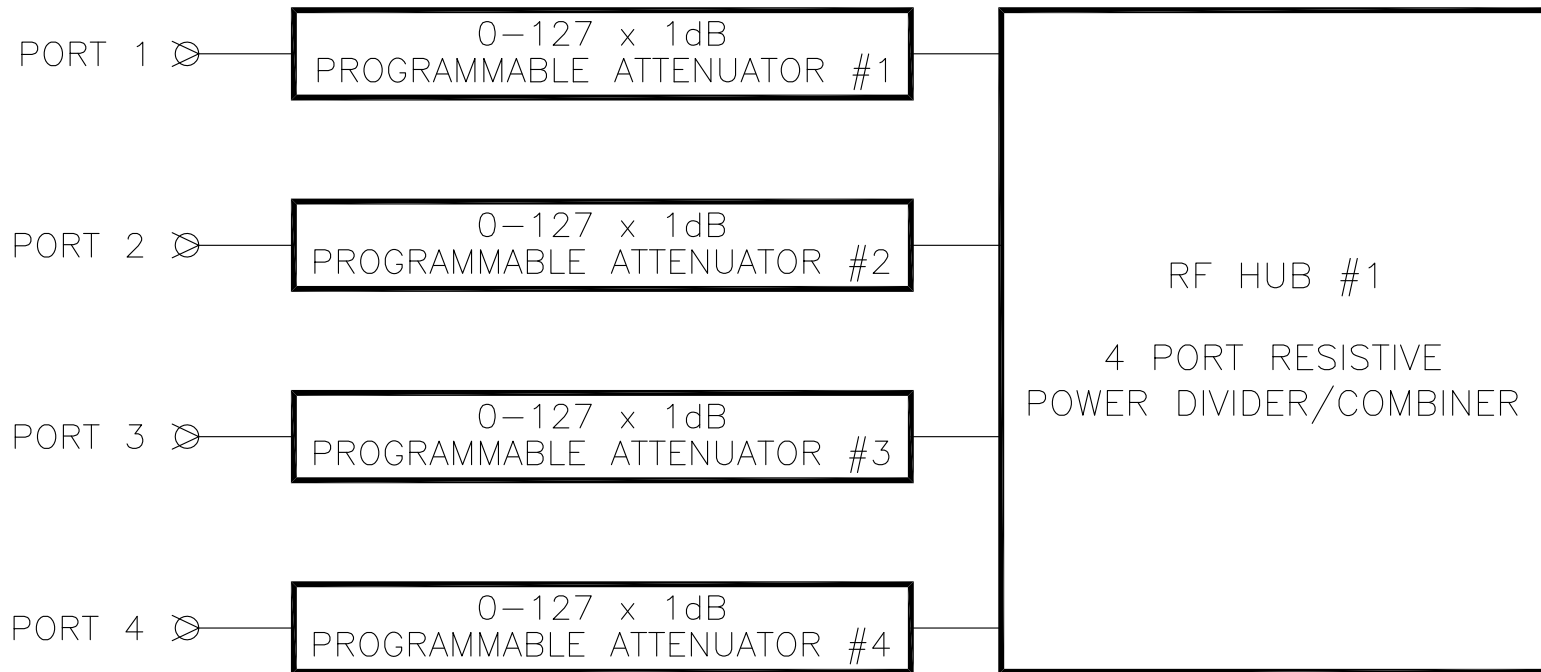 PORT 1
0-127 x 1dB
PROGRAMMABLE ATTENUATOR #1
PORT 2
0-127 x 1dB
PROGRAMMABLE ATTENUATOR #2
PORT 3
0-127 x 1dB
PROGRAMMABLE ATTENUATOR #3
PORT 4
0-127 x 1dB
PROGRAMMABLE ATTENUATOR #4
RF HUB #1
4 PORT RESISTIVE
POWER DIVIDER/COMBINER